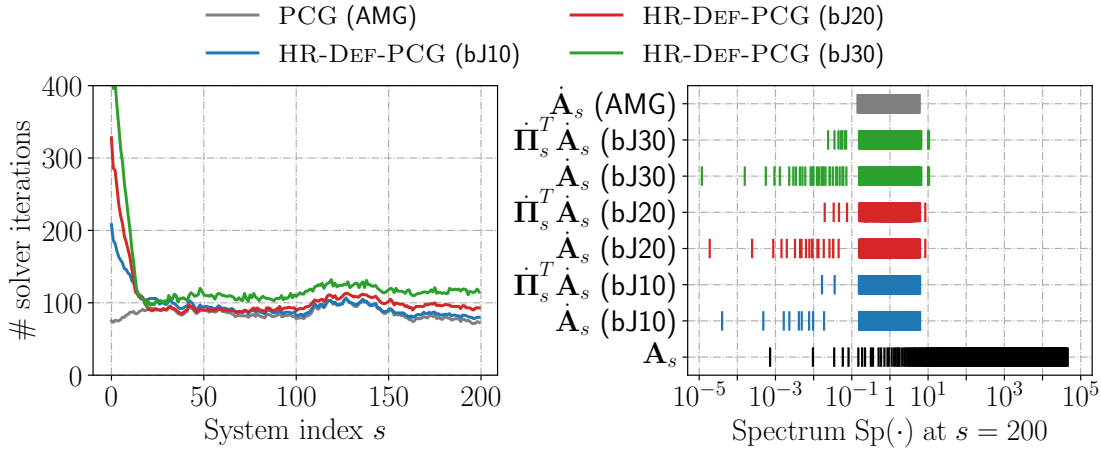 PCG (AMG)
HR-DEF-PCG (bJ20)
HR-DEF-PCG (bJ10)
HR-DEF-PCG (bJ30)
# solver iterations
400
300
200
100
0
0
50
100
150
200
System index s
Ȧ_s (AMG)
Π̇_s^T Ȧ_s (bJ30)
Ȧ_s (bJ30)
Π̇_s^T Ȧ_s (bJ20)
Ȧ_s (bJ20)
Π̇_s^T Ȧ_s (bJ10)
Ȧ_s (bJ10)
A_s
10^−5 10^−3 10^−1 1 10^1 10^3 10^5
Spectrum Sp(·) at s = 200